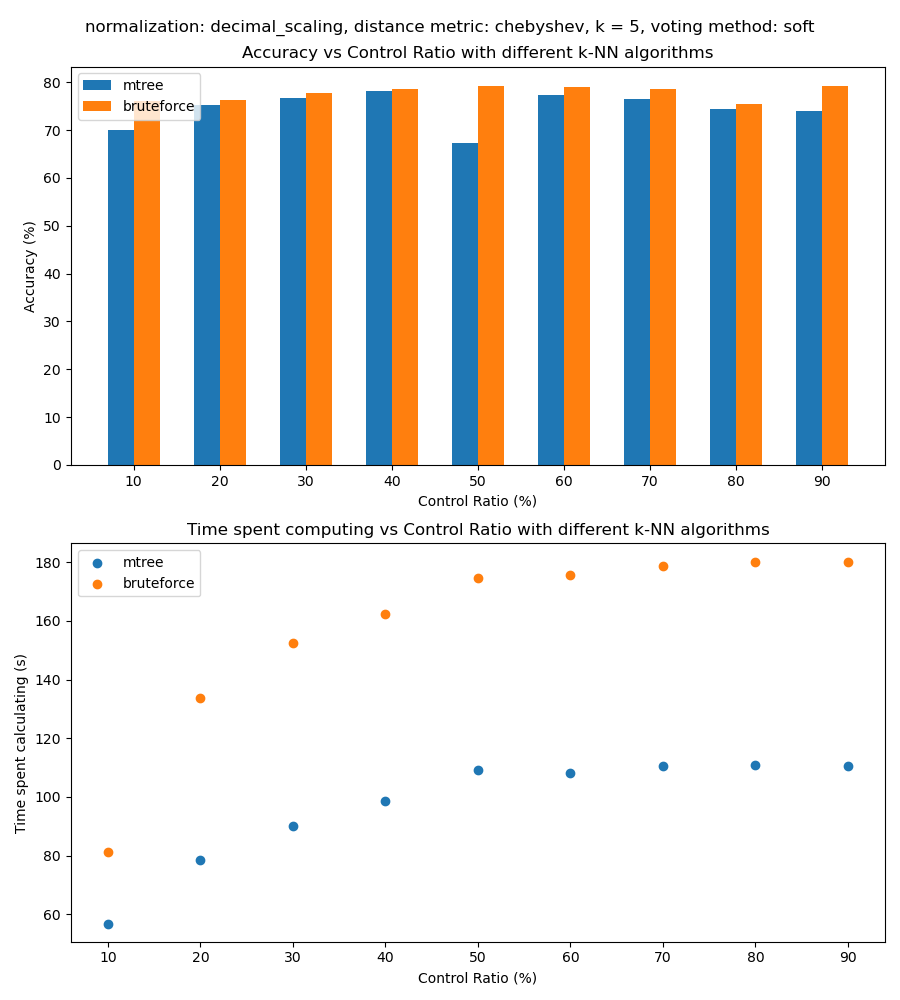 normalization: decimal_scaling, distance metric: chebyshev, k = 5, voting method: soft
Accuracy vs Control Ratio with different k-NN algorithms
mtree
bruteforce
80
70
60
50
40
30
20
10
0
Accuracy (%)
10 20 30 40 50 60 70 80 90
Control Ratio (%)
Time spent computing vs Control Ratio with different k-NN algorithms
mtree
bruteforce
180
160
140
120
100
80
60
Time spent calculating (s)
10 20 30 40 50 60 70 80 90
Control Ratio (%)